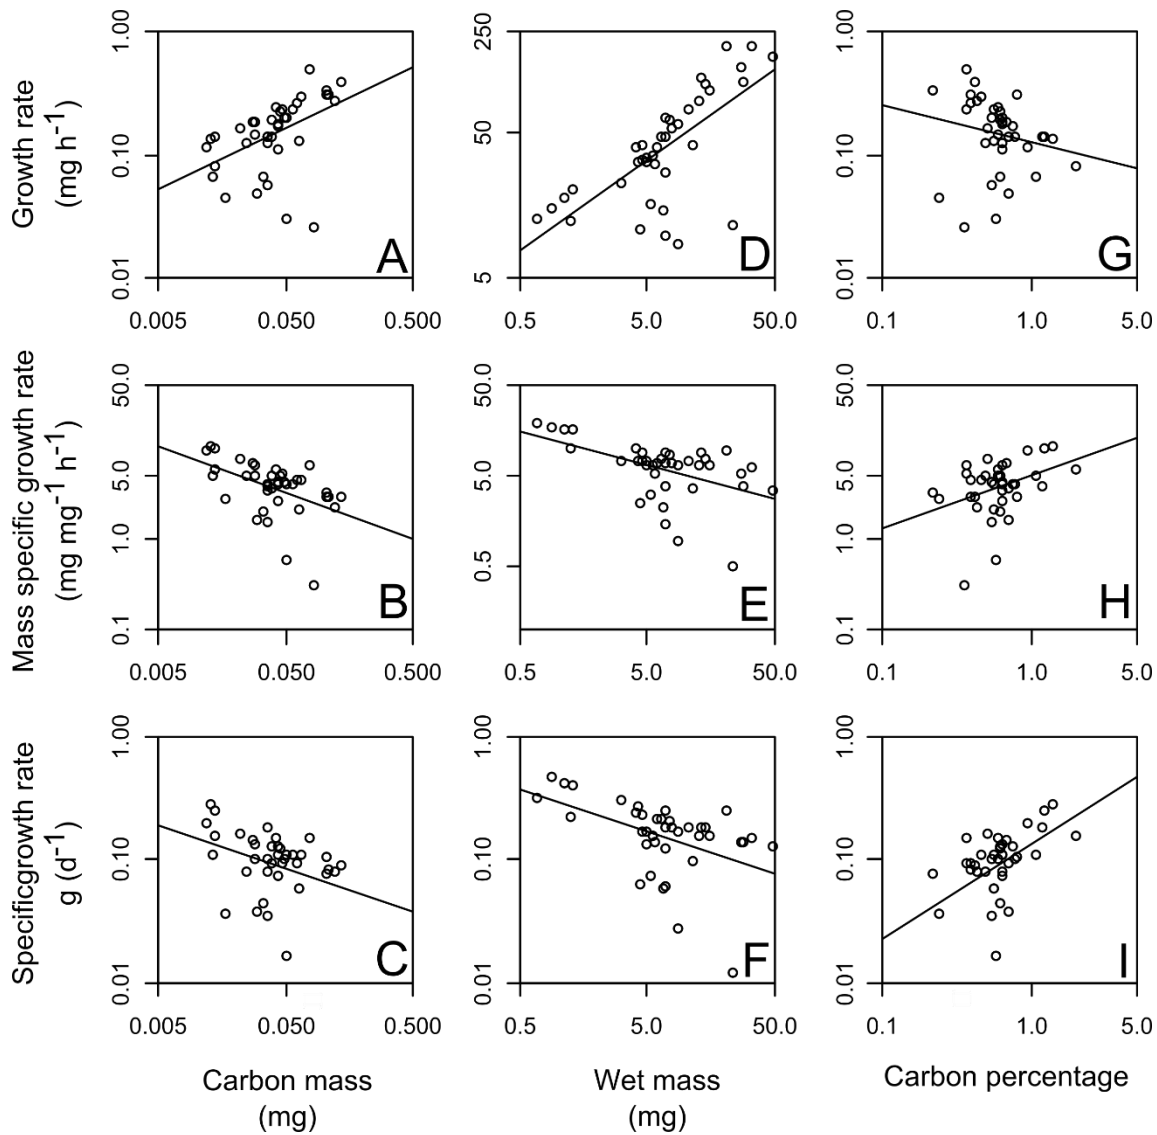 Growth rate
(mg h⁻¹)
1.00
0.10
0.01
A
0.005
0.050
0.500
250
50
5
D
0.5
5.0
50.0
1.00
0.10
0.01
G
0.1
1.0
5.0
Mass specific growth rate
(mg mg⁻¹ h⁻¹)
50.0
5.0
1.0
0.1
B
0.005
0.050
0.500
50.0
5.0
0.5
E
0.5
5.0
50.0
50.0
5.0
1.0
0.1
H
0.1
1.0
5.0
Specificgrowth rate
g (d⁻¹)
1.00
0.10
0.01
C
0.005
0.050
0.500
1.00
0.10
0.01
F
0.5
5.0
50.0
1.00
0.10
0.01
I
0.1
1.0
5.0
Carbon mass
(mg)
Wet mass
(mg)
Carbon percentage